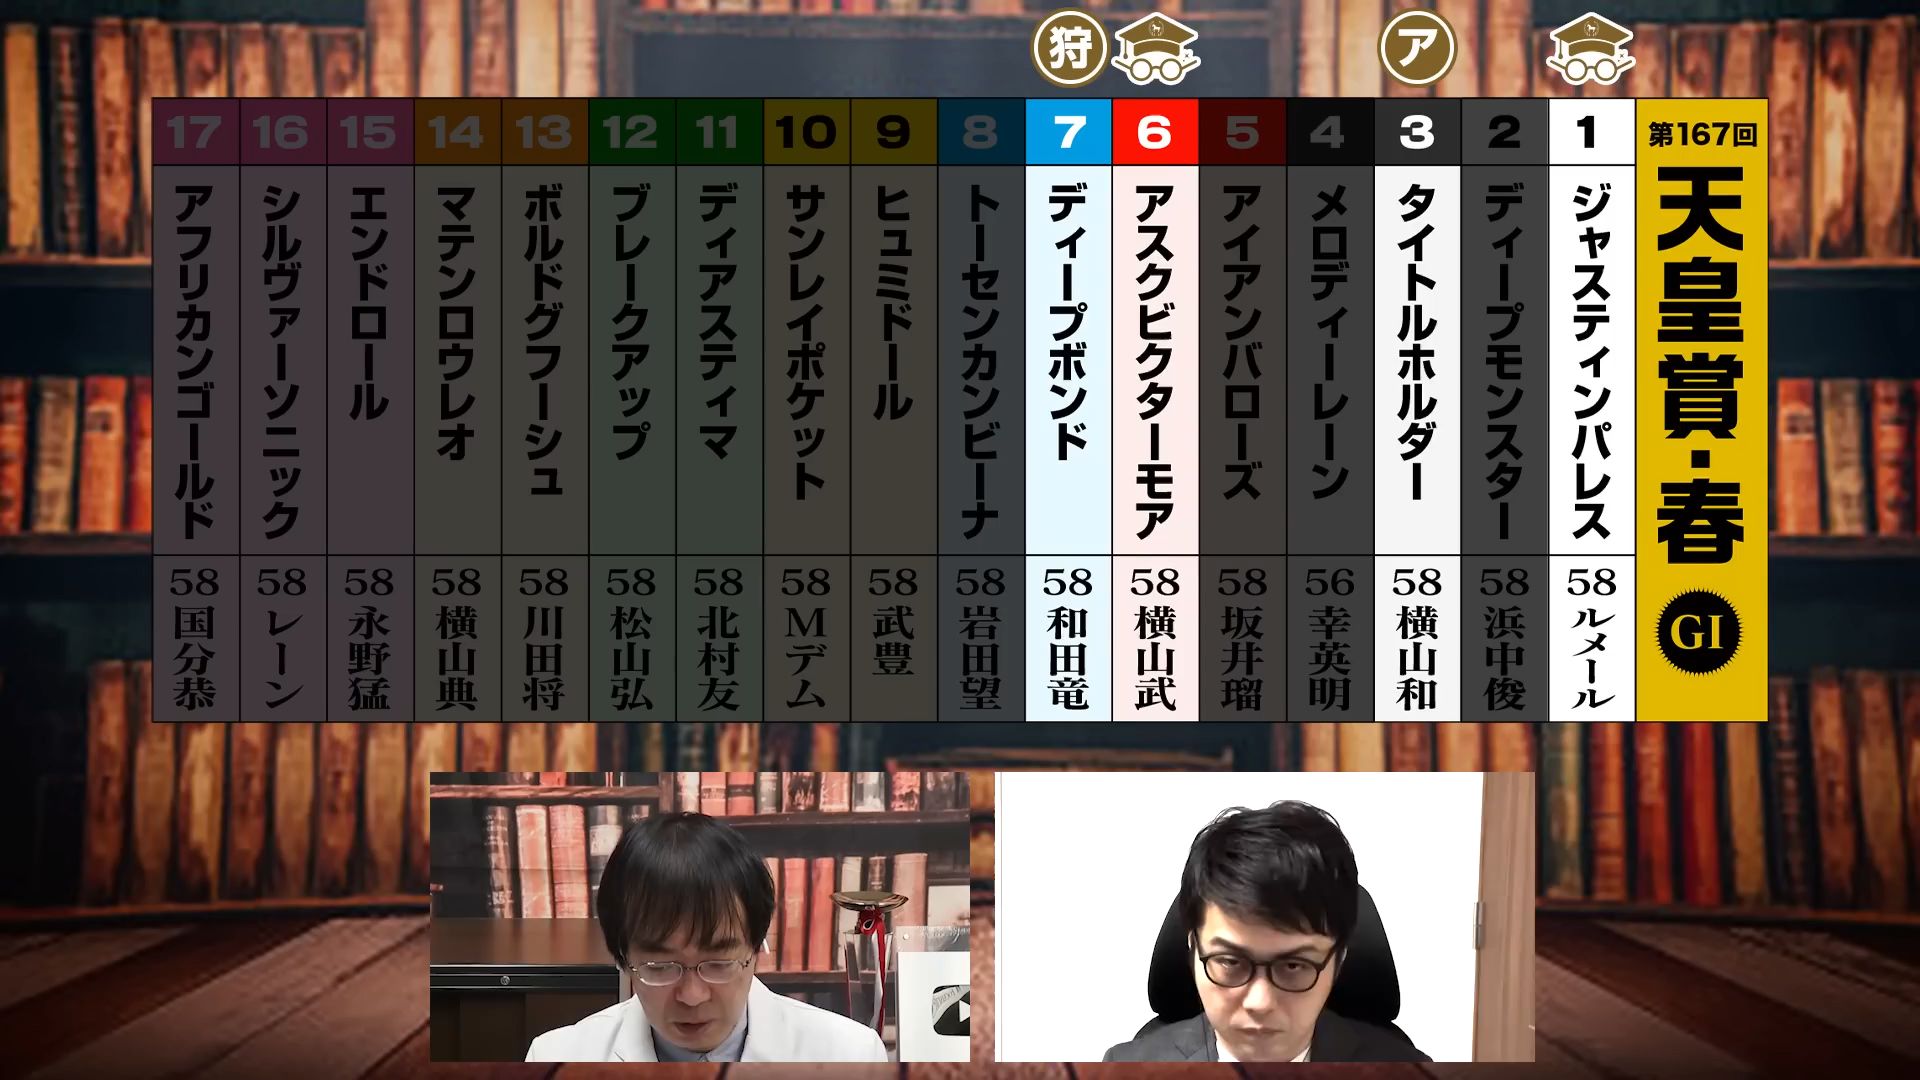 狩
ア
第167回
天皇賞・春
GI
1
ジャスティンパレス
58
ルメール
2
ディープモンスター
58
浜中俊
3
タイトルホルダー
58
横山和
4
メロディーレーン
56
幸英明
5
アイアンバローズ
58
坂井瑠
6
アスクビクターモア
58
横山武
7
ディープボンド
58
和田竜
8
トーセンカンビーナ
58
岩田望
9
ヒュミドール
58
武豊
10
サンレイポケット
58
Mデム
11
ディアスティマ
58
北村友
12
ブレークアップ
58
松山弘
13
ボルドグフーシュ
58
川田将
14
マテンロウレオ
58
横山典
15
エンドロール
58
永野猛
16
シルヴァーソニック
58
レーン
17
アフリカンゴールド
58
国分恭